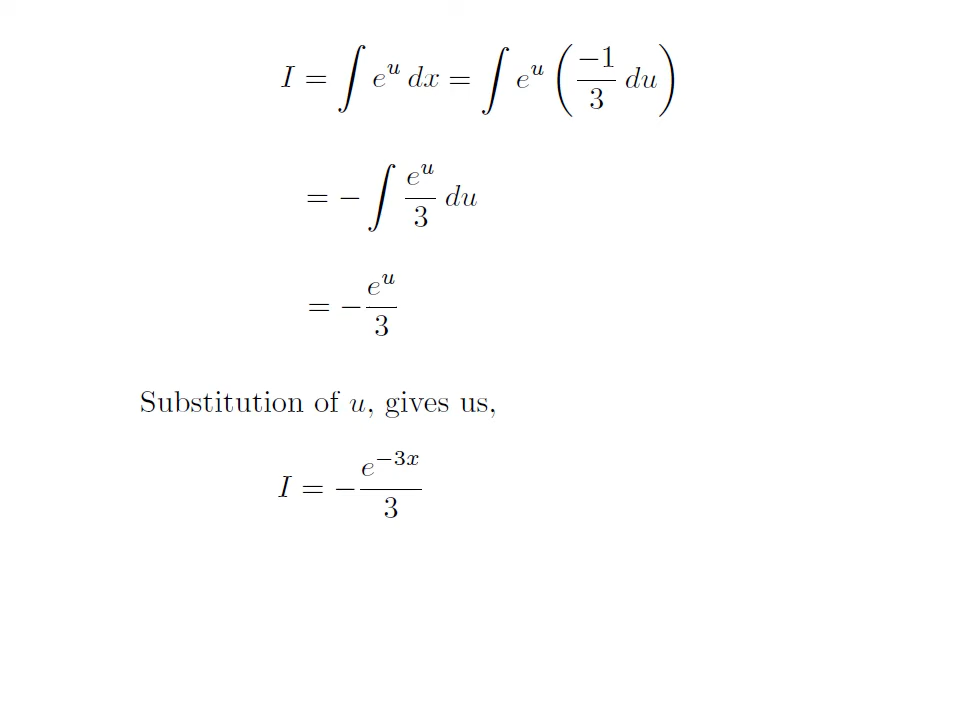 I = ∫ e^u dx = ∫ e^u (−1/3 du)
= − ∫ e^u/3 du
= − e^u/3
Substitution of u, gives us,
I = − e^{−3x}/3